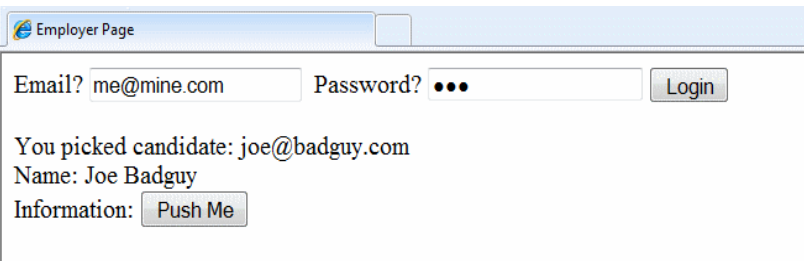 Employer Page
Email? me@mine.com Password? ●●● Login
You picked candidate: joe@badguy.com
Name: Joe Badguy
Information: Push Me